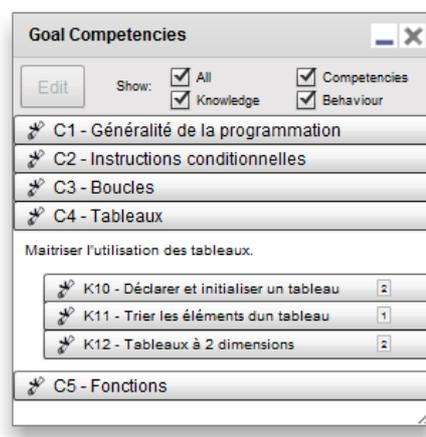 Goal Competencies
Edit
Show:
All
Competencies
Knowledge
Behaviour
C1 - Généralité de la programmation
C2 - Instructions conditionnelles
C3 - Boucles
C4 - Tableaux
Maitriser l'utilisation des tableaux.
K10 - Déclarer et initialiser un tableau 2
K11 - Trier les éléments dun tableau 1
K12 - Tableaux à 2 dimensions 2
C5 - Fonctions